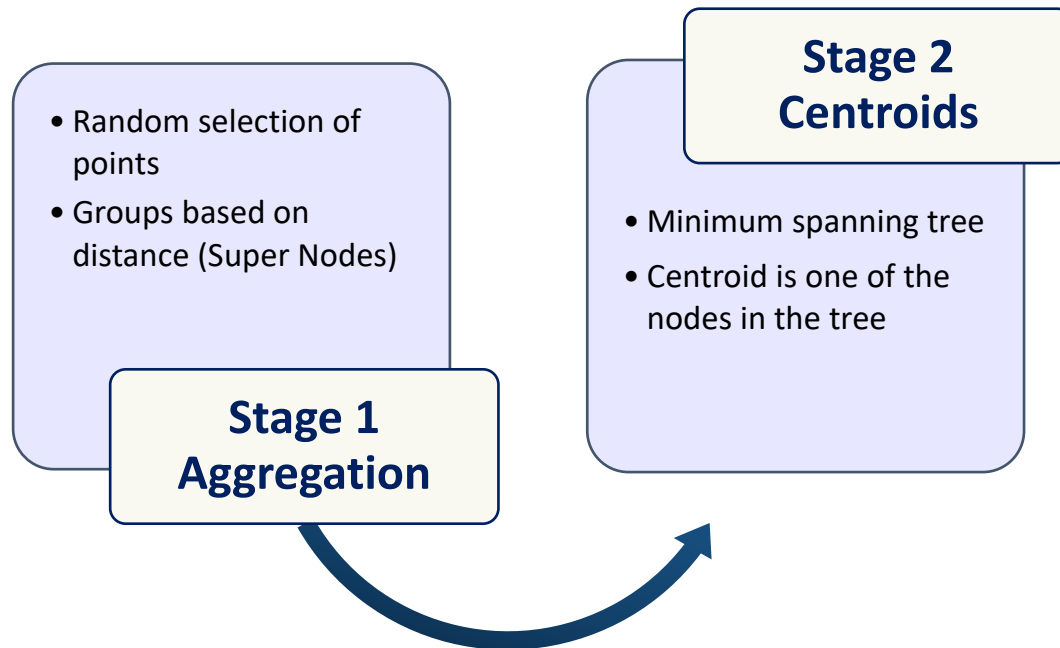 • Random selection of
points
• Groups based on
distance (Super Nodes)
Stage 1
Aggregation
Stage 2
Centroids
• Minimum spanning tree
• Centroid is one of the
nodes in the tree